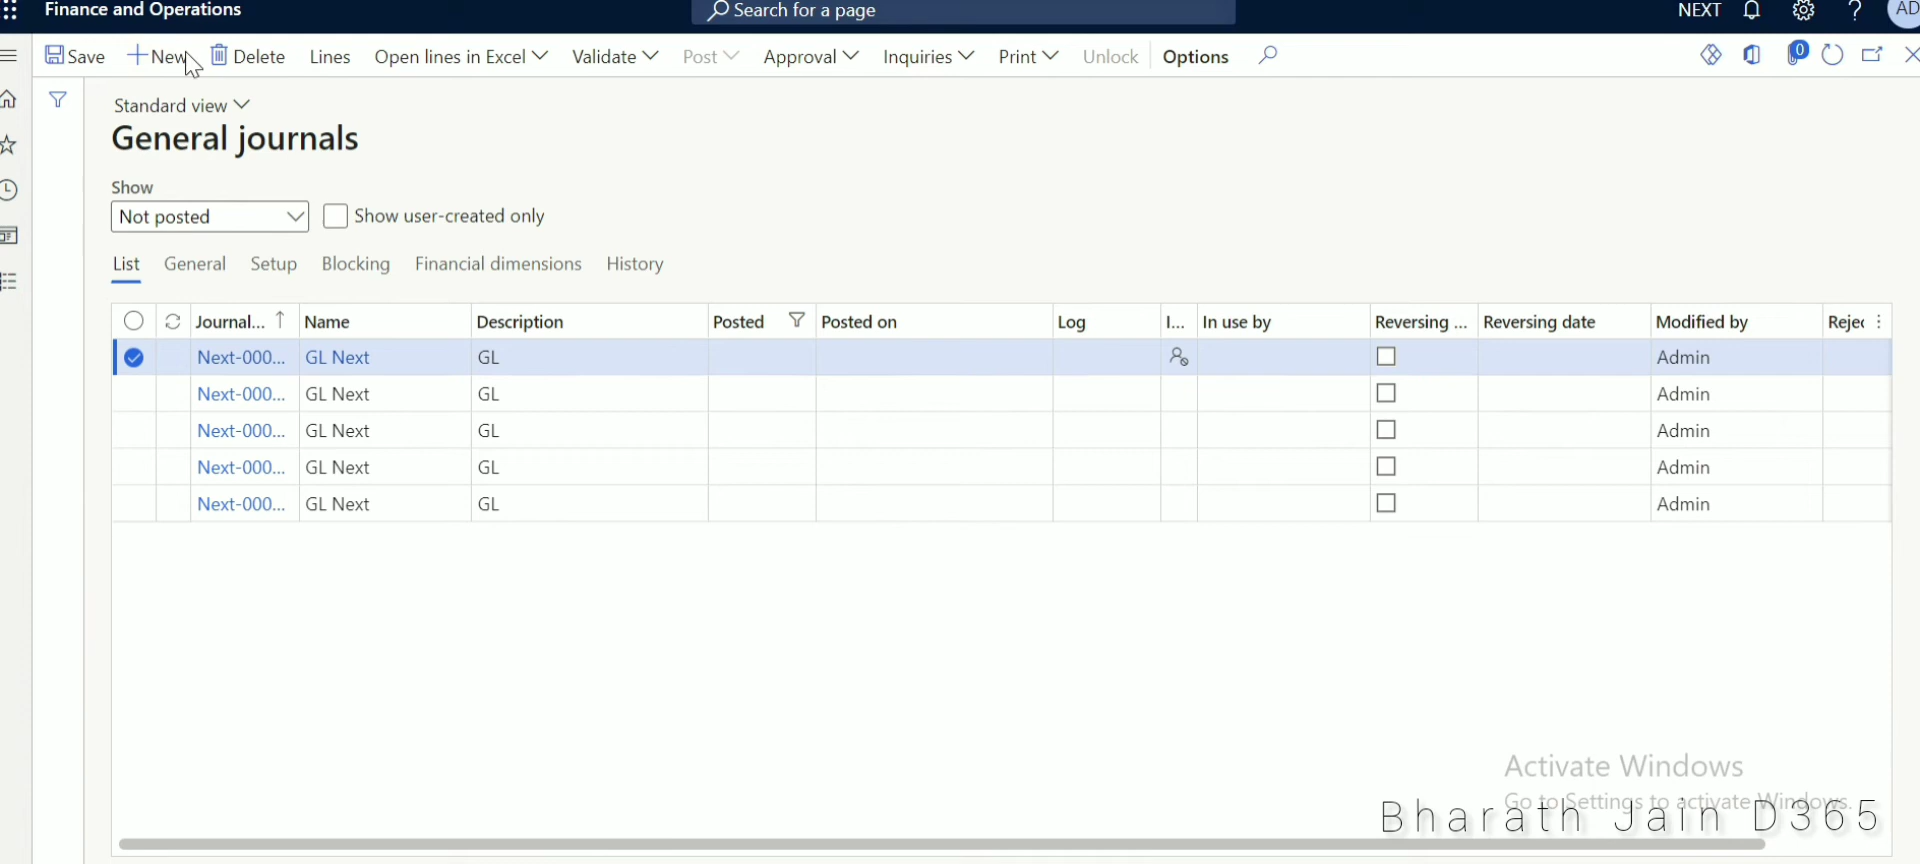 Finance and Operations
Search for a page
NEXT
AD
Save New Delete Lines Open lines in Excel Validate Post Approval Inquiries Print Unlock Options
0
Standard view
General journals
Show
Not posted Show user-created only
List General Setup Blocking Financial dimensions History
Journal... Name Description Posted Posted on Log I... In use by Reversing ... Reversing date Modified by Rejec
Next-000... GL Next GL Admin
Next-000... GL Next GL Admin
Next-000... GL Next GL Admin
Next-000... GL Next GL Admin
Next-000... GL Next GL Admin
Activate Windows
Go to Settings to activate Windows.
Bharath Jain D365